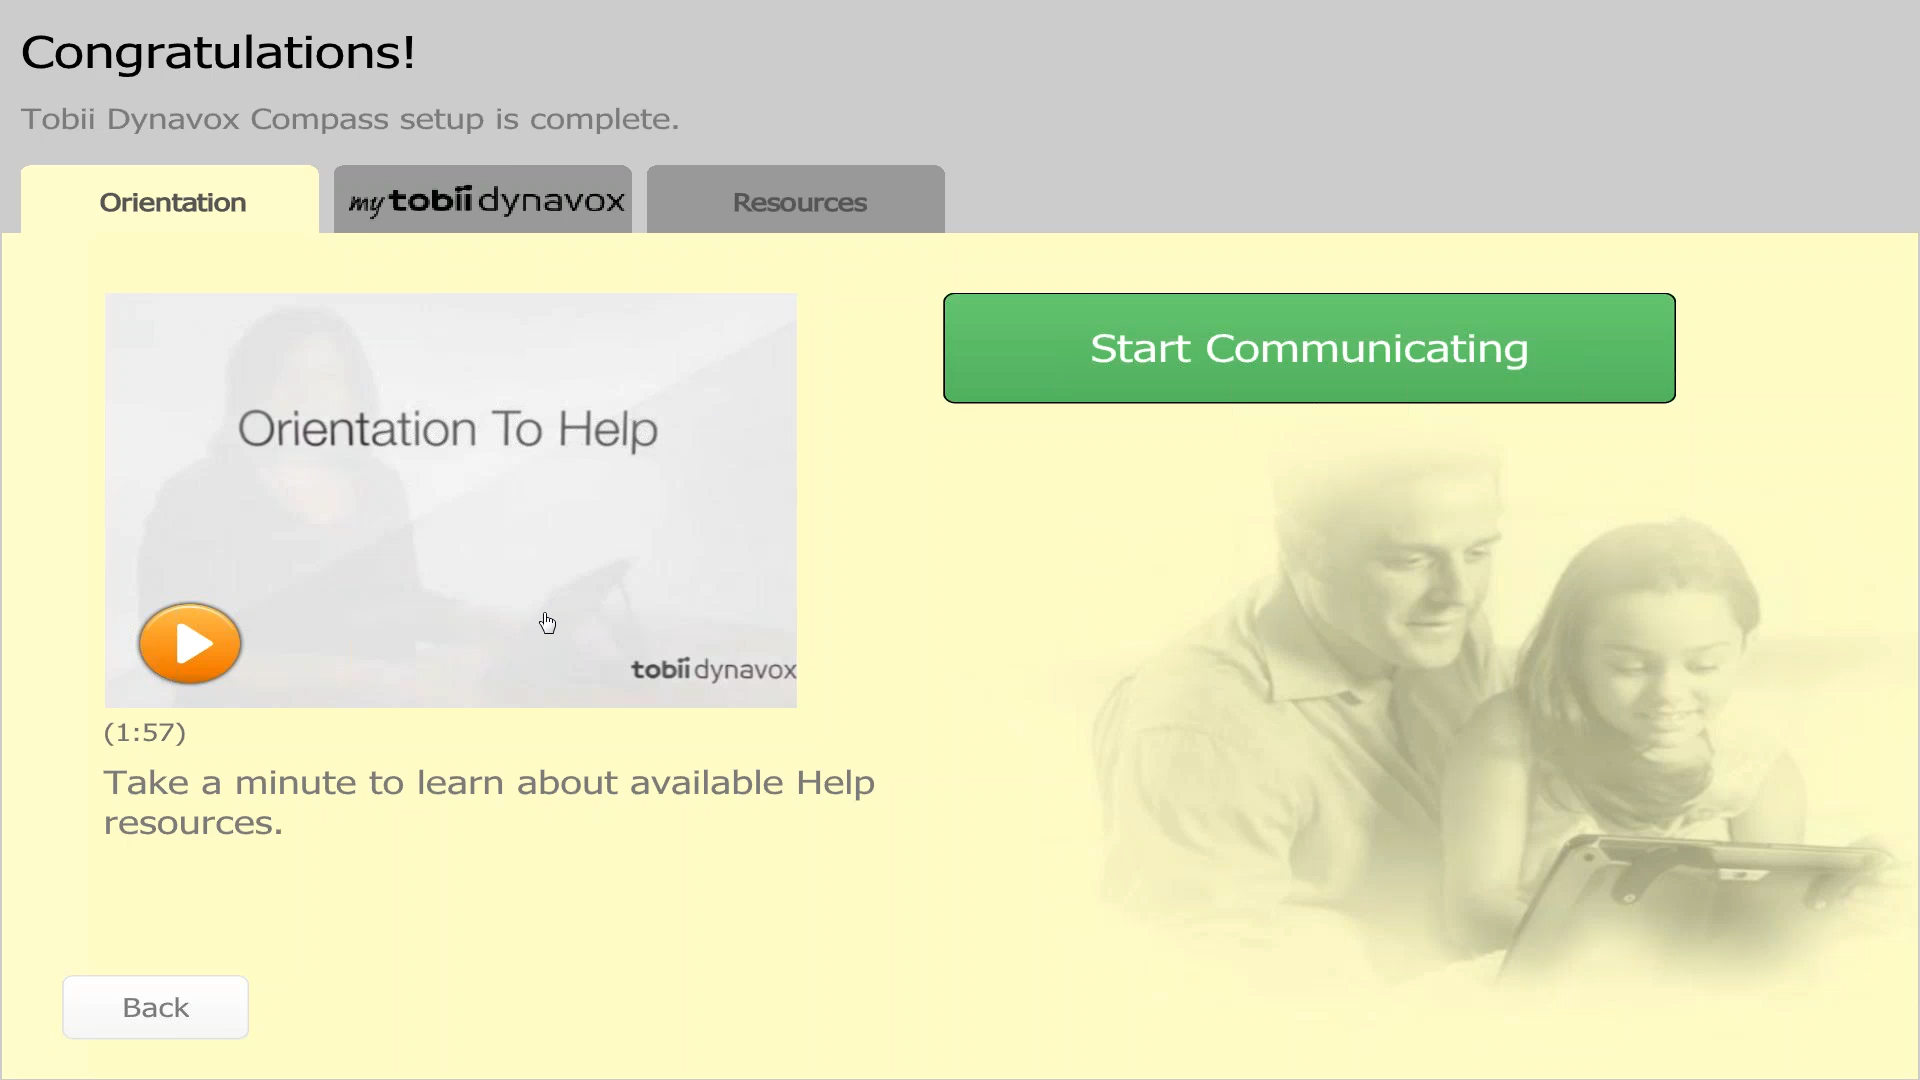 Congratulations!
Tobii Dynavox Compass setup is complete.
Orientation
my tobii dynavox
Resources
Orientation To Help
tobii dynavox
Start Communicating
(1:57)
Take a minute to learn about available Help
resources.
Back